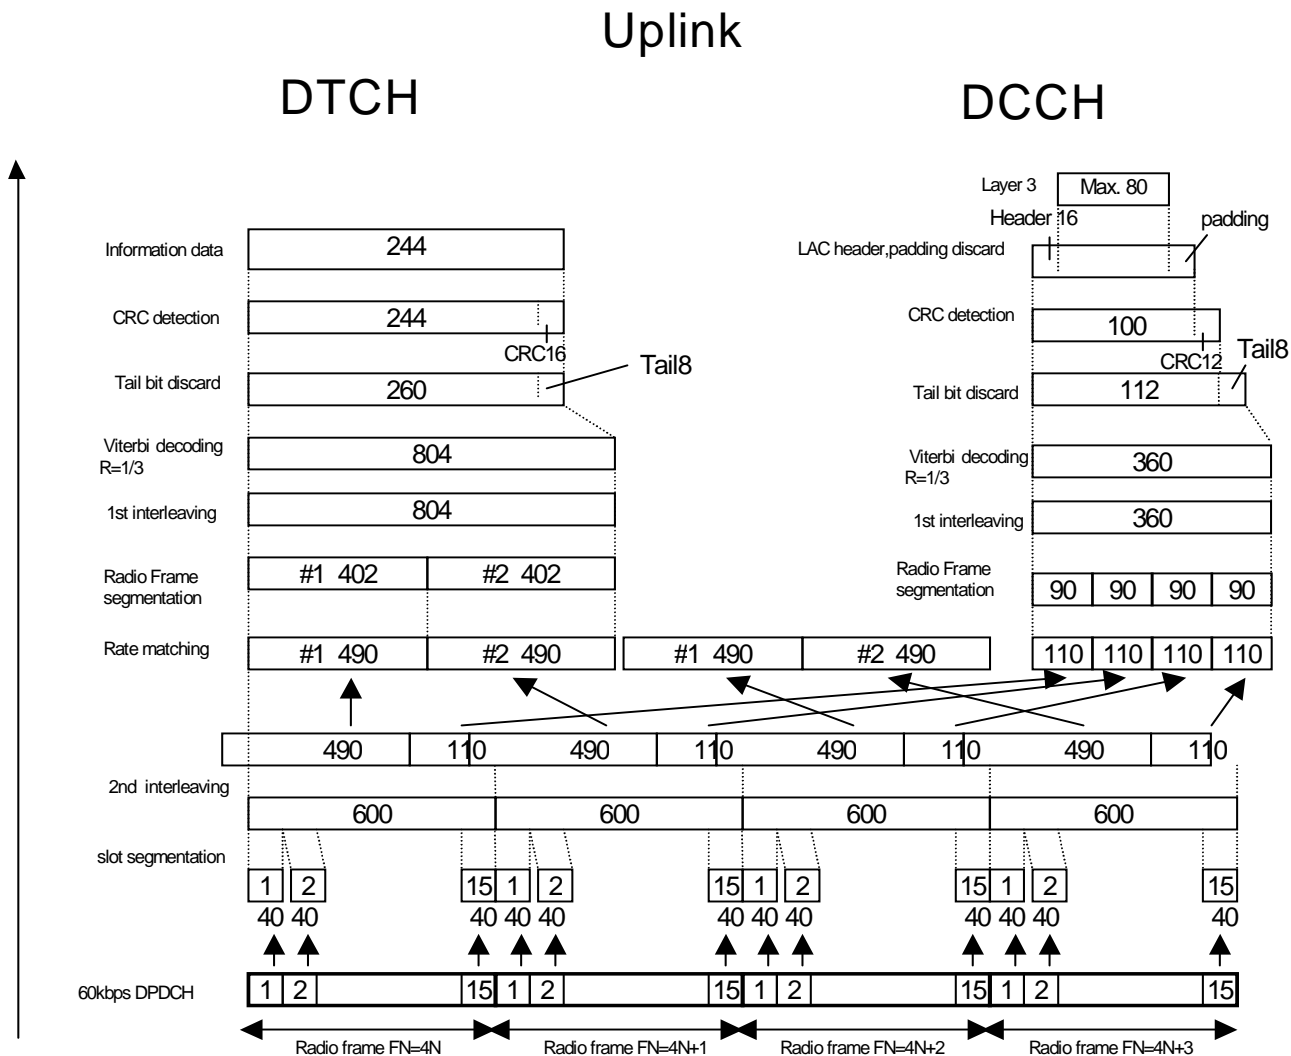 Uplink
DTCH
DCCH
Layer 3
Max. 80
Header 16
padding
Information data
244
LAC header,padding discard
CRC detection
244
CRC detection
100
CRC16
CRC12
Tail8
Tail8
Tail bit discard
260
Tail bit discard
112
Viterbi decoding
R=1/3
804
Viterbi decoding
R=1/3
360
1st interleaving
804
1st interleaving
360
Radio Frame
segmentation
#1 402
#2 402
Radio Frame
segmentation
90 90 90 90
Rate matching
#1 490
#2 490
#1 490
#2 490
110 110 110 110
490 110 490 110 490 110 490 110
2nd interleaving
600 600 600 600
slot segmentation
1 2 15 1 2 15 1 2 15 1 2 15
40 40 40 40 40 40 40 40 40 40 40 40
60kbps DPDCH
1 2 15 1 2 15 1 2 15 1 2 15
Radio frame FN=4N
Radio frame FN=4N+1
Radio frame FN=4N+2
Radio frame FN=4N+3